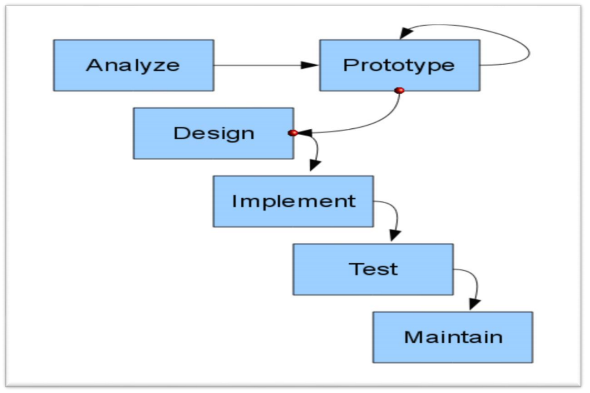 Analyze
Prototype
Design
Implement
Test
Maintain